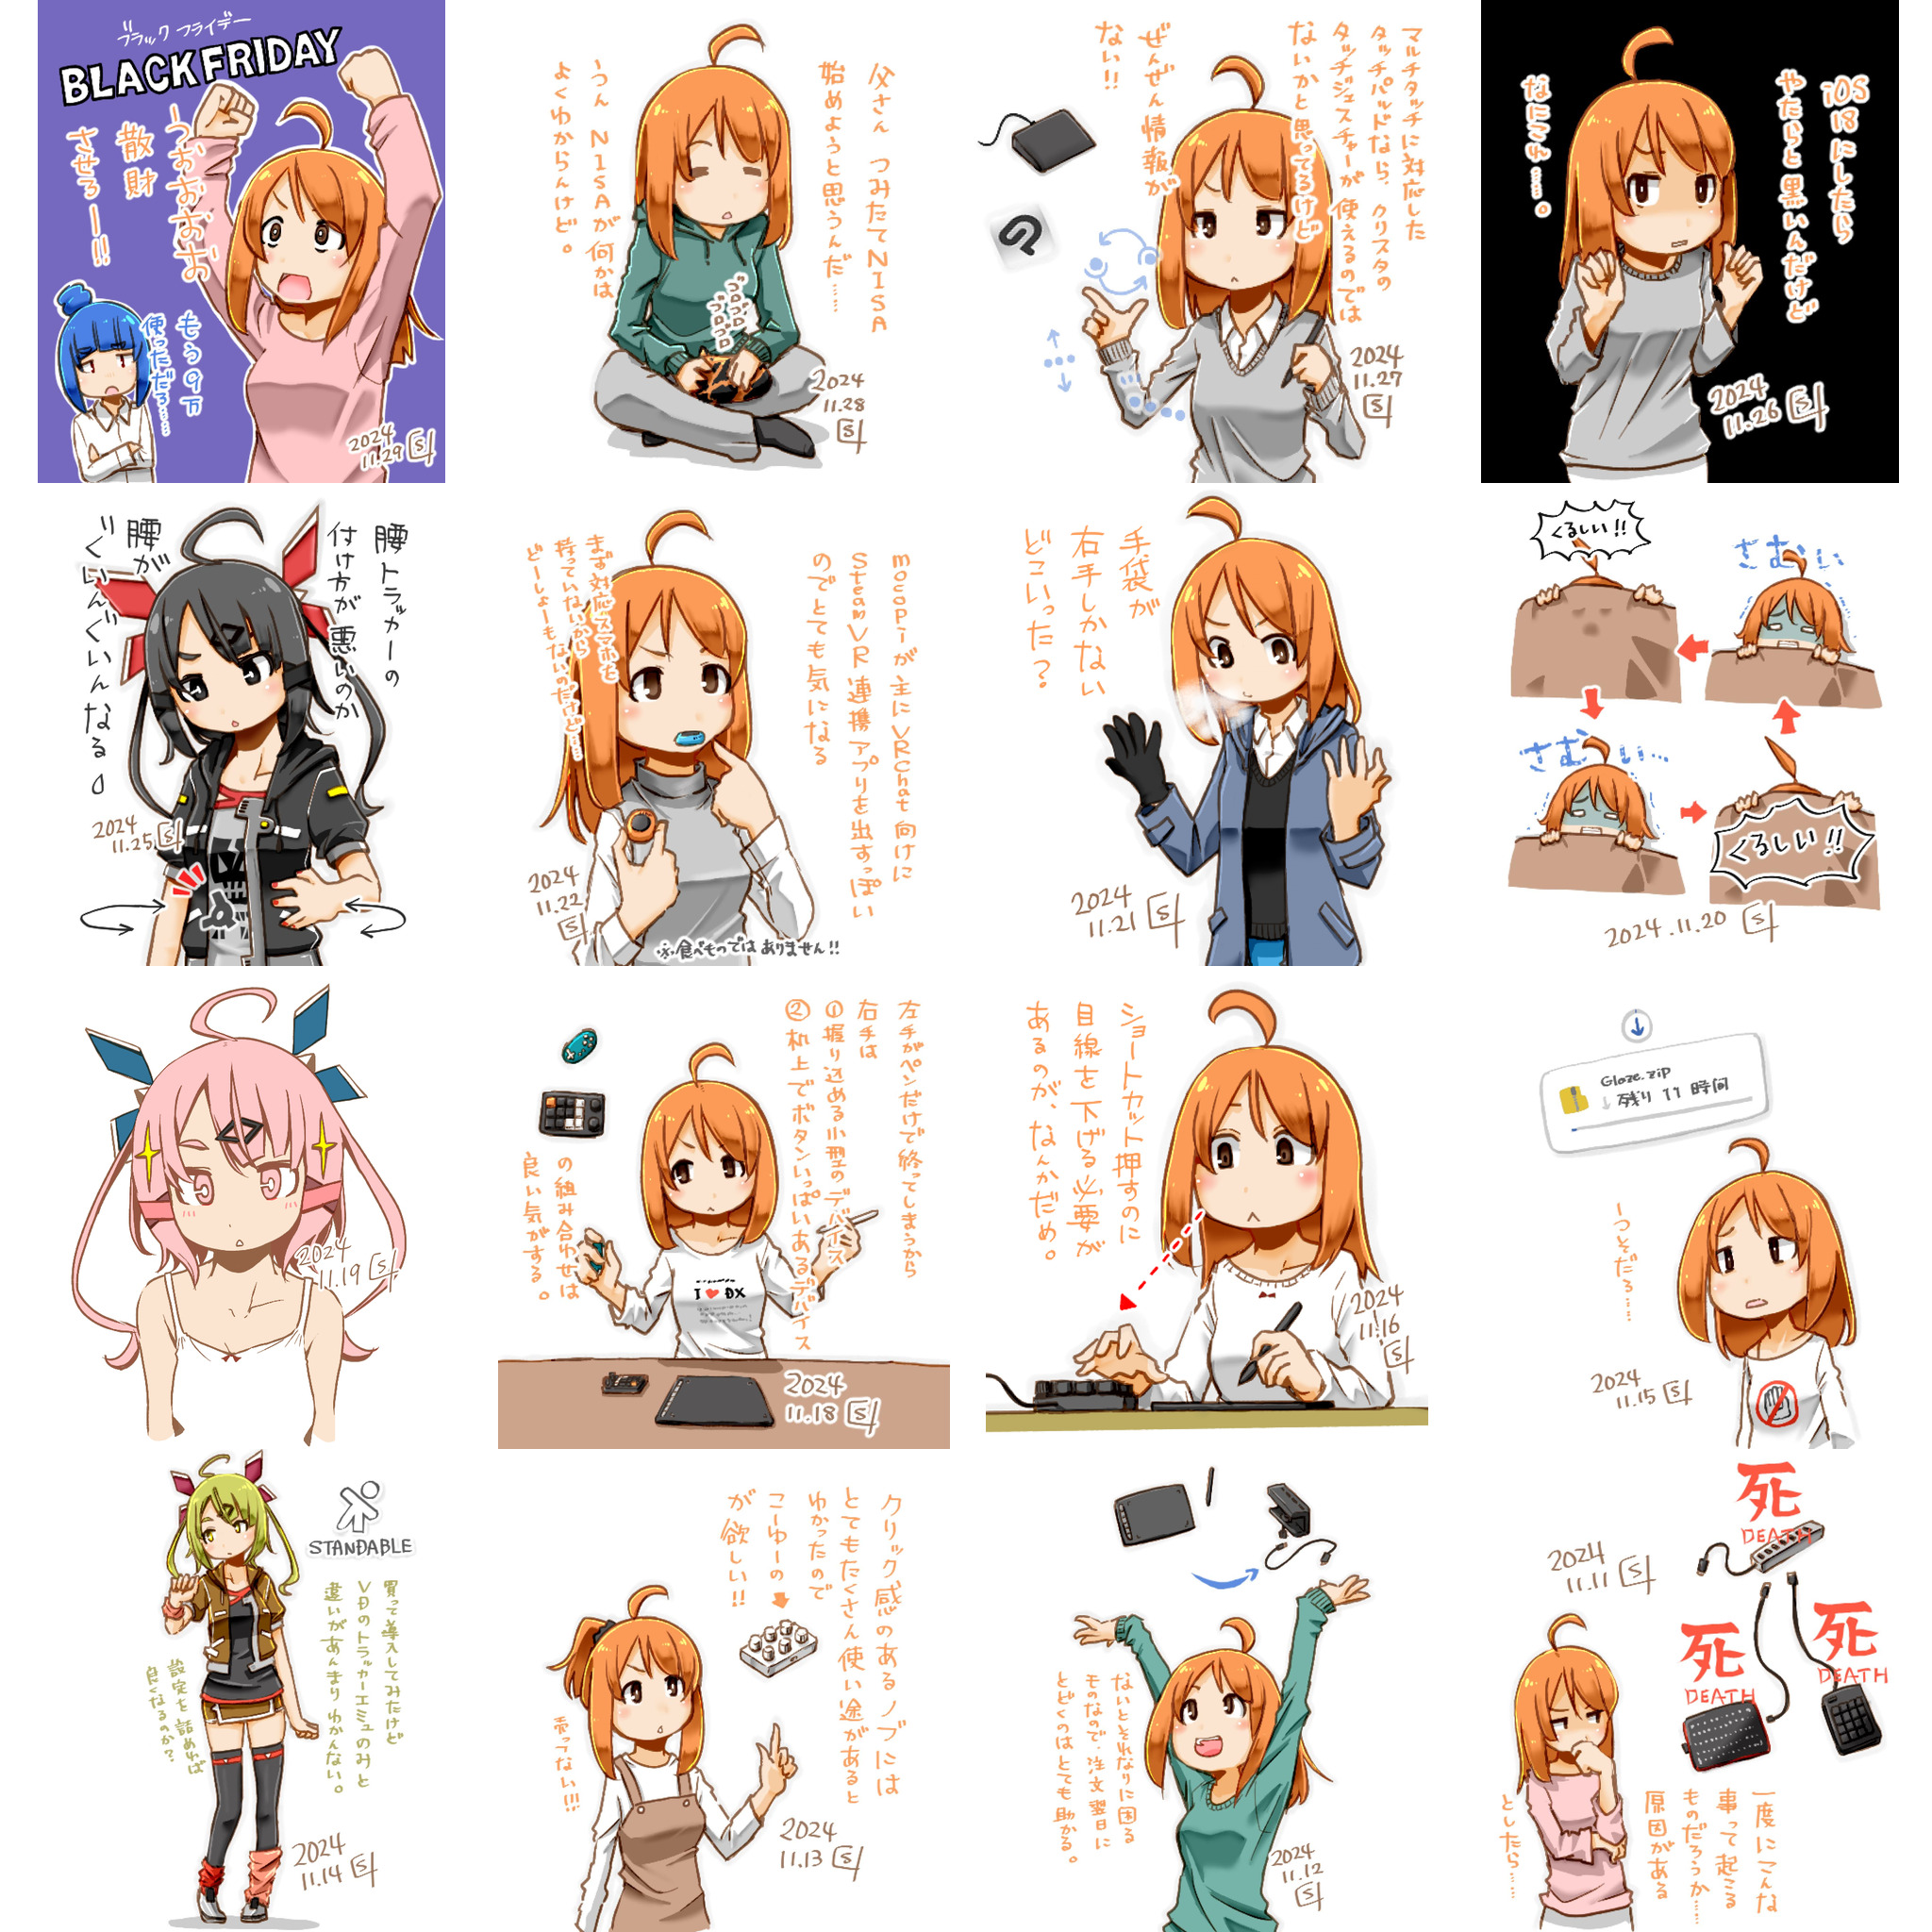 ブラック フライデー
BLACK FRIDAY
うおおおおお
散財
させろー!!
もう9万
使っただろ……
2024
11.29
父さん つみたてNISA
始めようと思うんだ……
うん NISAが何かは
よくわからんけど。
ゴロゴロ
ゴロゴロ
2024
11.28
マルチタッチに対応した
タッチパッドなら、クリスタの
タッチジェスチャーが使えるのでは
ないかと思ってるけど
ぜんぜん情報が
ない!!
2024
11.27
iOS
18にしたら
やたらと黒いんだけど
なにこれ……。
2024
11.26
腰トラッカーの
付け方が悪いのか
腰が
ぐいんぐいんなる。
2024
11.25
mocopiが主にVRChat向けに
SteamVR連携アプリを出すっぽい
のでとても気になる
まず対応スマホを
持っていないから
どーしょーもないのだけど……
2024
11.22
※食べものではありません!!
手袋が
右手しかない
どこいった?
2024
11.21
くるしい!!
さむい
さむい…
くるしい!!
2024.11.20
2024
11.19
左手がペンだけで終ってしまうから
右手は
①握り込める小型のデバイス
②机上でボタンいっぱいあるデバイス
の組み合わせは
良い気がする。
I ♥ DX
2024
11.18
ショートカット押すのに
目線を下げる必要が
あるのが、なんかだめ。
2024
11.16
Glaze.zip
↓残り 11 時間
うそだろ……
2024
11.15
STANDABLE
買って導入してみたけど
VDのトラッカーエミュのみと
違いがあんまりわかんない。
設定を詰めれば
良くなるのか?
2024
11.14
クリック感のあるノブには
とてもたくさん使い途があると
わかったので
こーゆーの
が欲しい!!
売ってない!!!
2024
11.13
ないとそれなりに困る
ものなので、注文翌日に
とどくのはとても助かる。
2024
11.12
2024
11.11
死
DEATH
死
DEATH
死
DEATH
一度にこんな
事って起こる
ものだろうか……
原因がある
としたら……